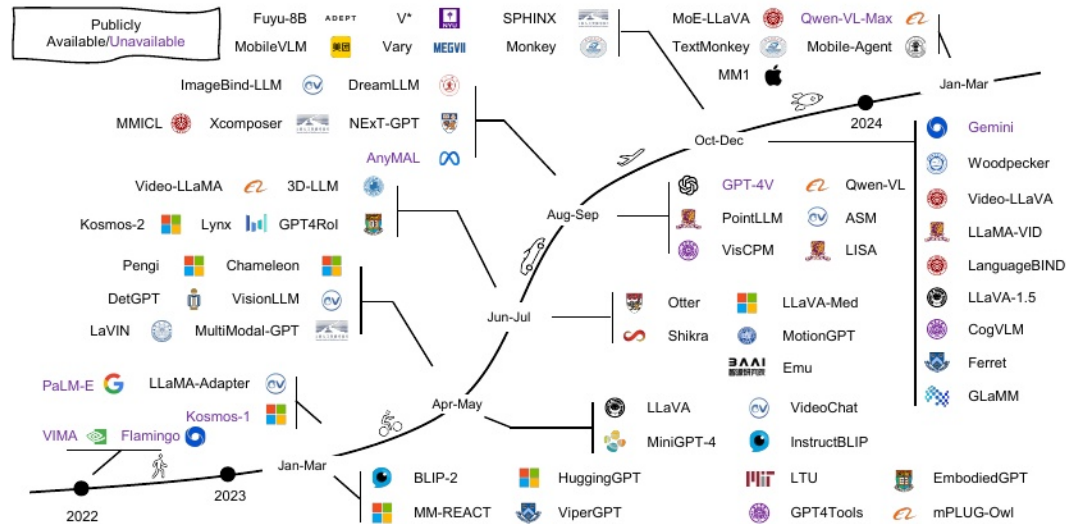 Publicly
Available/Unavailable
Fuyu-8B ADEPT V* NYU SPHINX
MobileVLM 美团 Vary MEGVII Monkey
MoE-LLaVA Qwen-VL-Max
TextMonkey Mobile-Agent
MM1
Jan-Mar
2024
Oct-Dec
ImageBind-LLM DreamLLM
MMICL Xcomposer NExT-GPT
AnyMAL
Gemini
Woodpecker
Video-LLaVA
LLaMA-VID
LanguageBIND
LLaVA-1.5
CogVLM
Ferret
GLaMM
Aug-Sep
GPT-4V Qwen-VL
PointLLM ASM
VisCPM LISA
Video-LLaMA 3D-LLM
Kosmos-2 Lynx GPT4RoI
Jun-Jul
Otter LLaVA-Med
Shikra MotionGPT
BAAI Emu
Pengi Chameleon
DetGPT VisionLLM
LaVIN MultiModal-GPT
Apr-May
LLaVA VideoChat
MiniGPT-4 InstructBLIP
LTU EmbodiedGPT
GPT4Tools mPLUG-Owl
PaLM-E LLaMA-Adapter
Kosmos-1
VIMA Flamingo
Jan-Mar
BLIP-2 HuggingGPT
MM-REACT ViperGPT
2023
2022